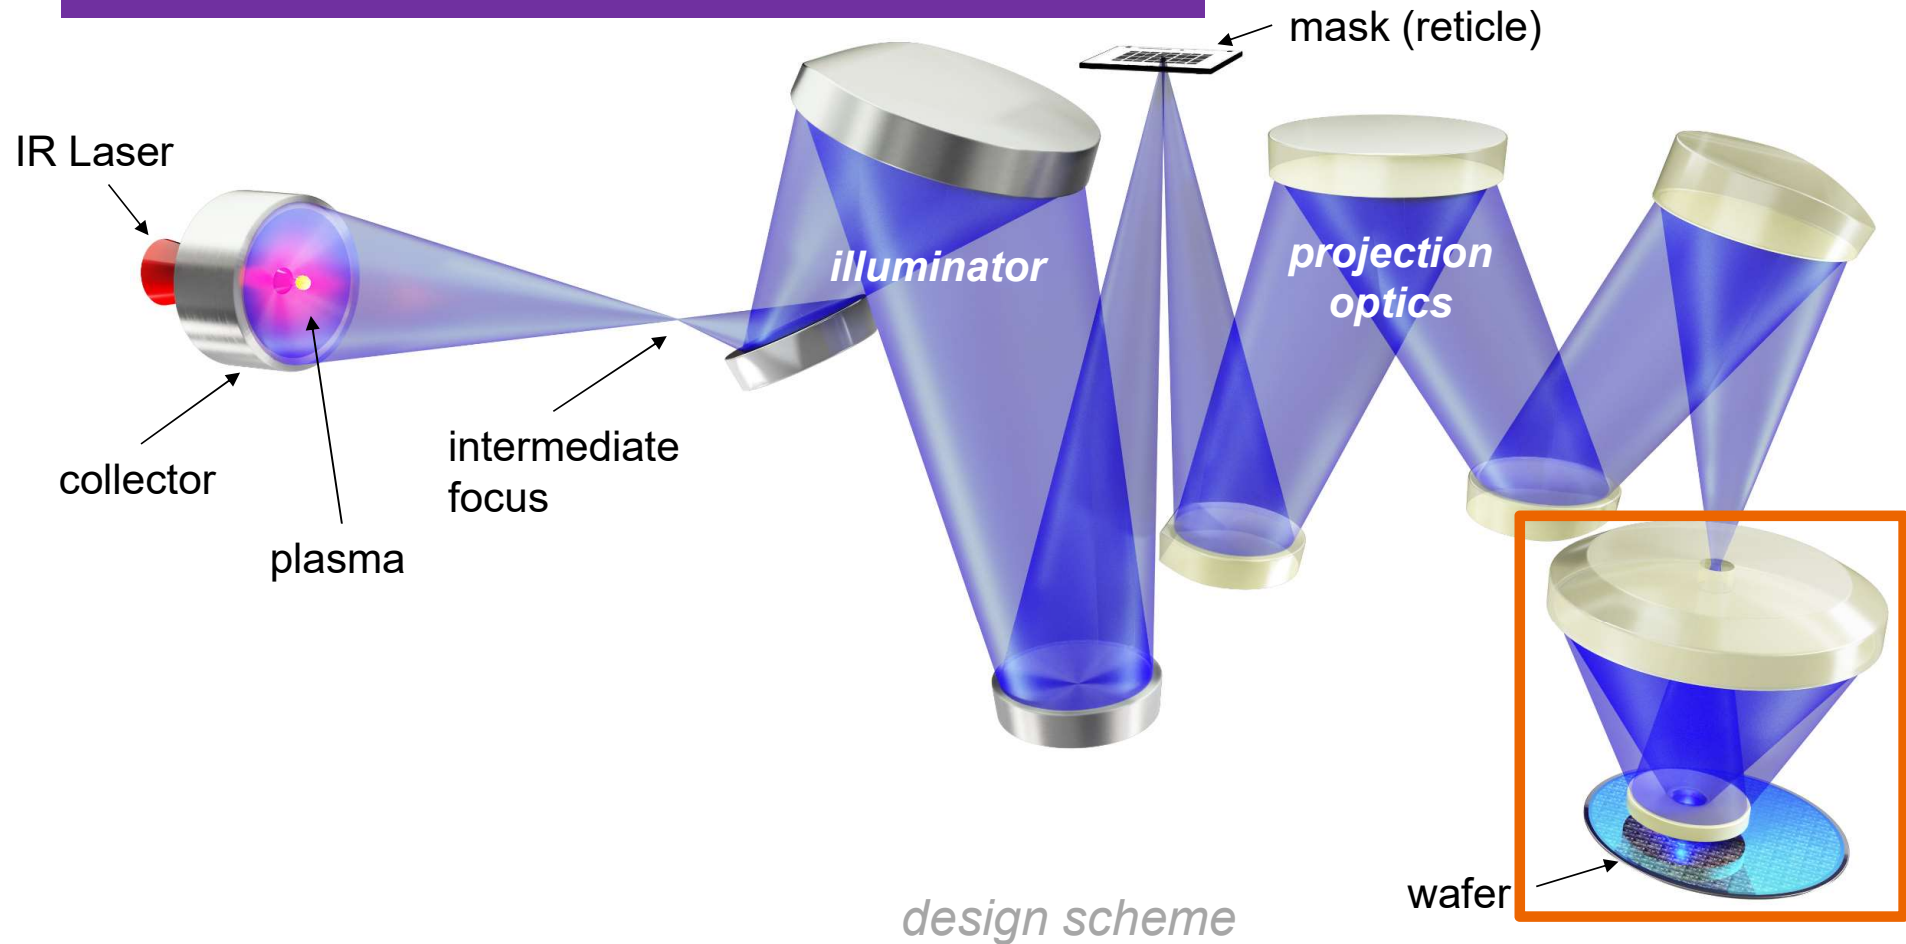 mask (reticle)
IR Laser
illuminator
projection
optics
intermediate
focus
collector
plasma
wafer
design scheme